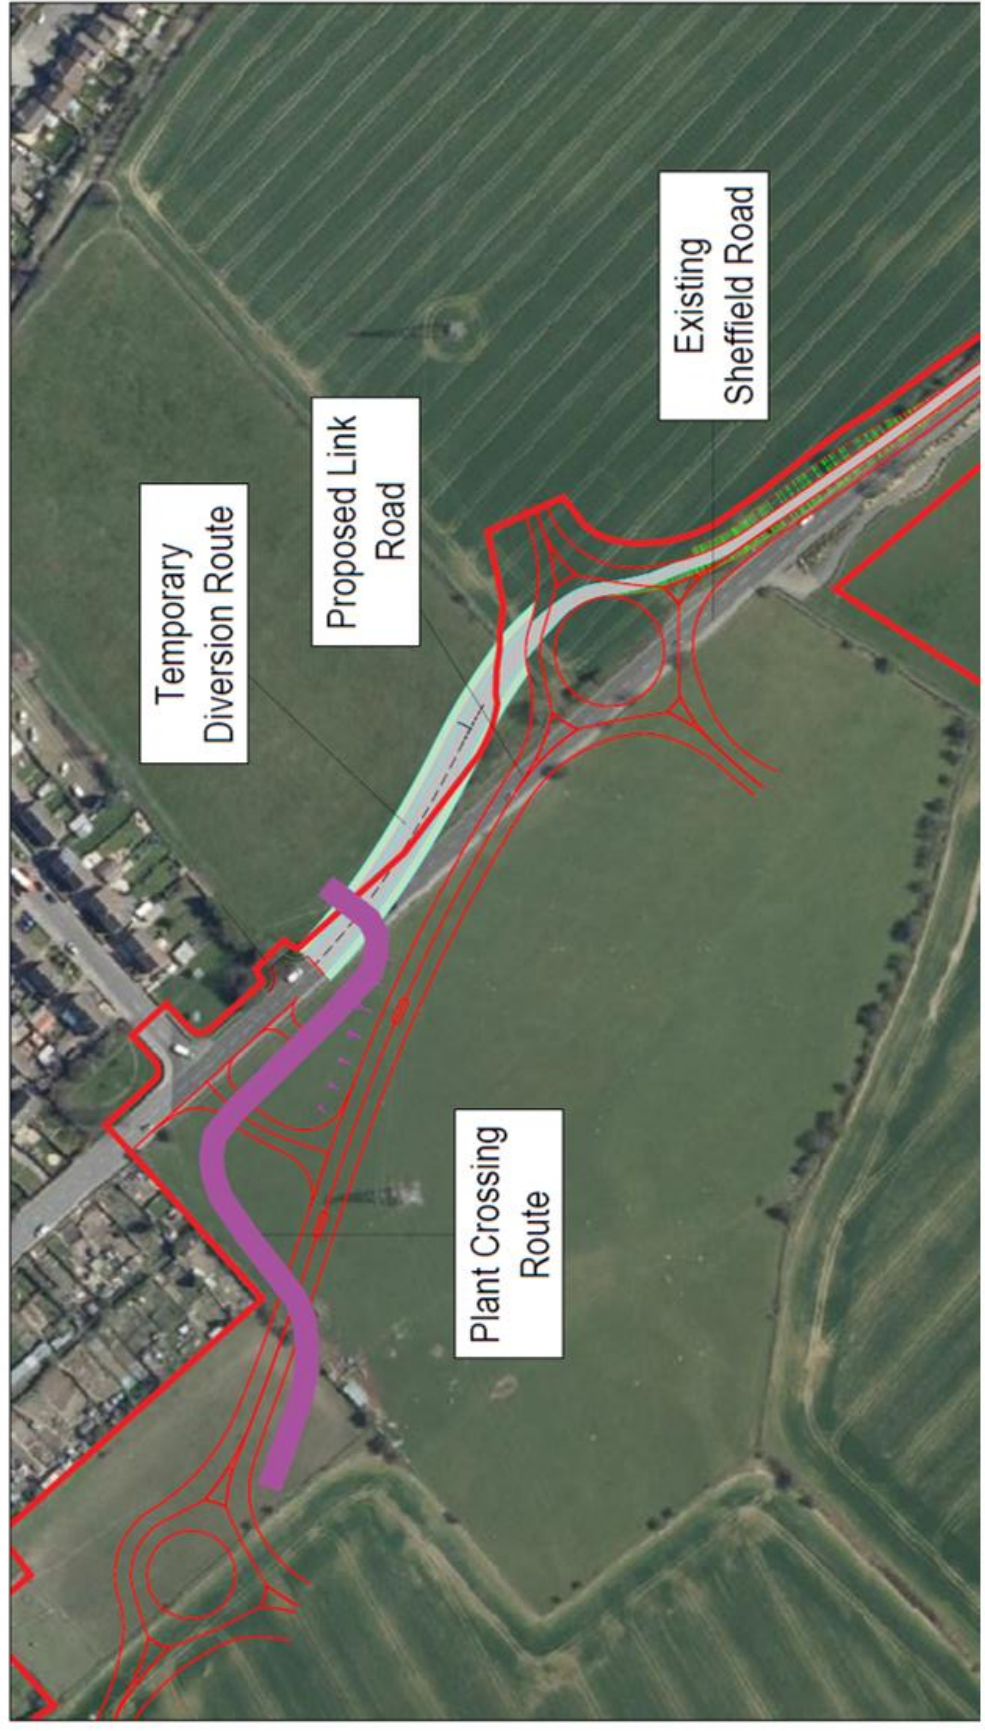 Temporary
Diversion Route
Proposed Link
Road
Existing
Sheffield Road
Plant Crossing
Route